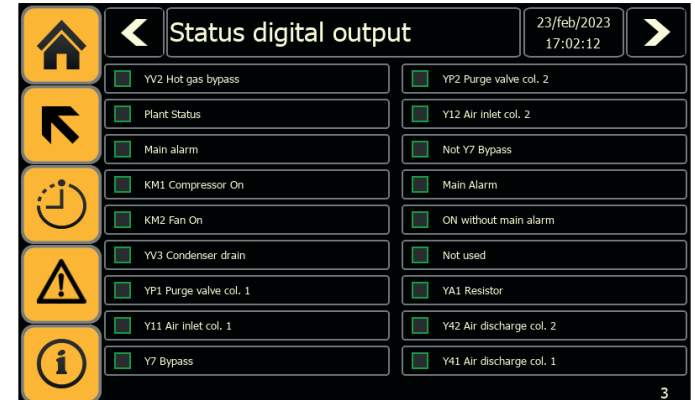 Status digital output
23/feb/2023
17:02:12
YV2 Hot gas bypass
Plant Status
Main alarm
KM1 Compressor On
KM2 Fan On
YV3 Condenser drain
YP1 Purge valve col. 1
Y11 Air inlet col. 1
Y7 Bypass
YP2 Purge valve col. 2
Y12 Air inlet col. 2
Not Y7 Bypass
Main Alarm
ON without main alarm
Not used
YA1 Resistor
Y42 Air discharge col. 2
Y41 Air discharge col. 1
3